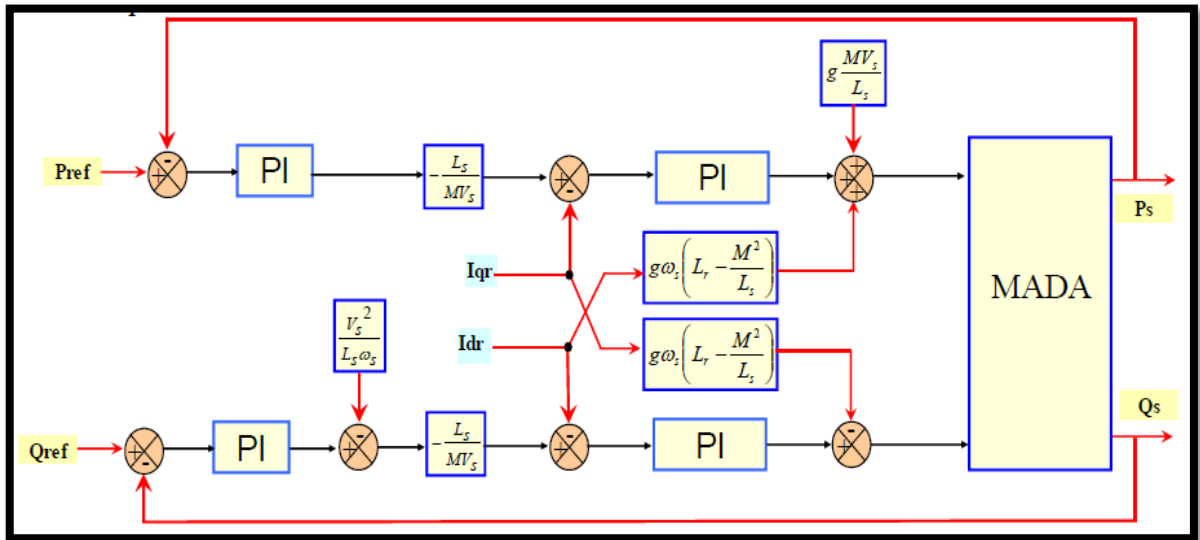 g MVs/Ls
Pref
-
+
PI
-Ls/MVs
+
-
PI
+
+
+
Ps
Iqr
gωs(Lr - M²/Ls)
MADA
Vs²/Lsωs
Idr
gωs(Lr - M²/Ls)
Qref
+
-
PI
-
+
-Ls/MVs
-
+
PI
-
+
Qs